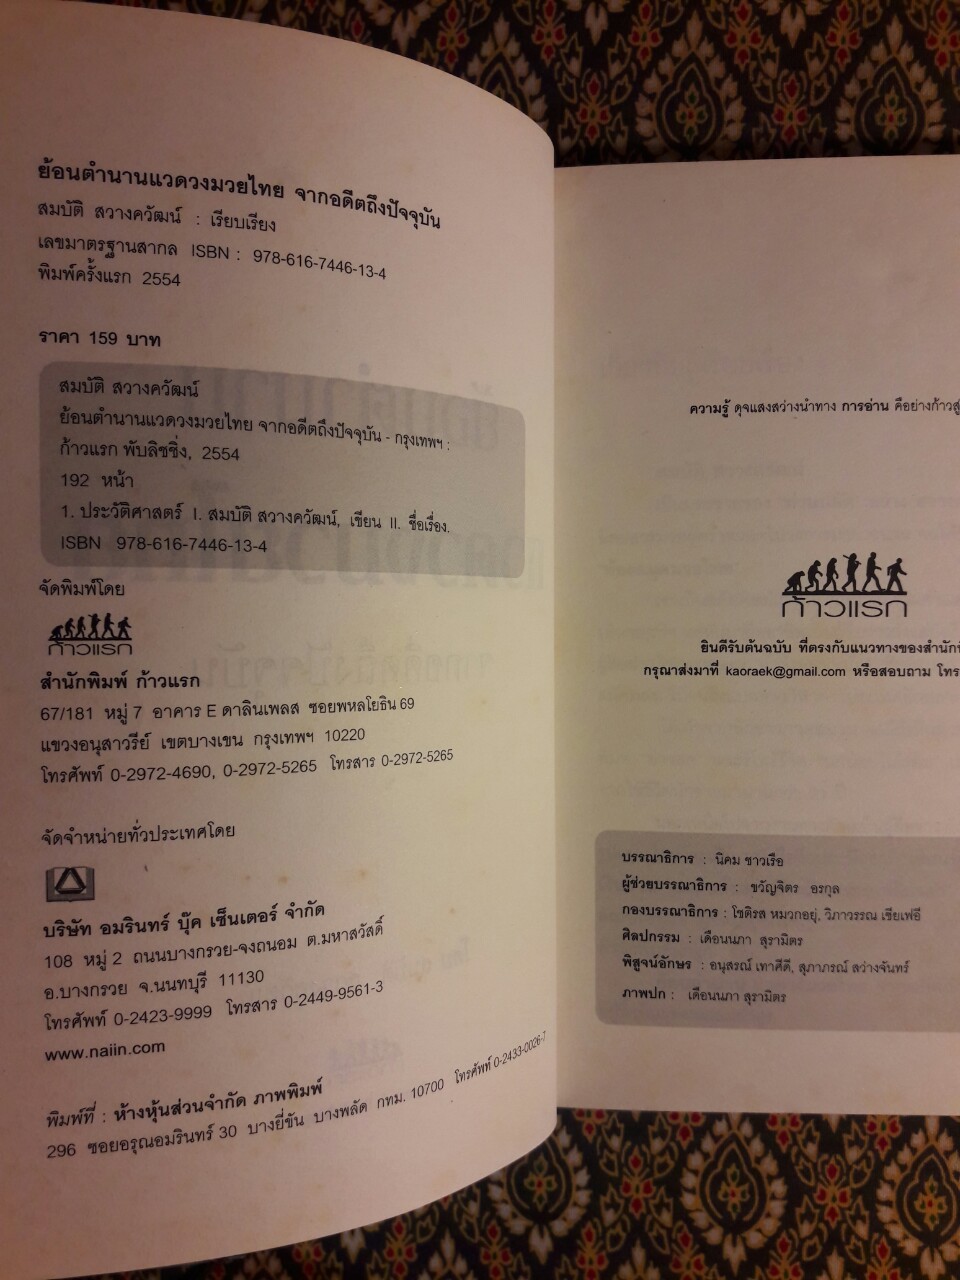 ย้อนตำนานแวดวงมวยไทย จากอดีตถึงปัจจุบัน
สมบัติ สวางควัฒน์ : เรียบเรียง
เลขมาตรฐานสากล ISBN : 978-616-7446-13-4
พิมพ์ครั้งแรก 2554
ราคา 159 บาท
สมบัติ สวางควัฒน์
ย้อนตำนานแวดวงมวยไทย จากอดีตถึงปัจจุบัน - กรุงเทพฯ :
ก้าวแรก พับลิชชิ่ง, 2554
192 หน้า
1. ประวัติศาสตร์ I. สมบัติ สวางควัฒน์, เขียน II. ชื่อเรื่อง.
ISBN 978-616-7446-13-4
จัดพิมพ์โดย
ก้าวแรก
สำนักพิมพ์ ก้าวแรก
67/181 หมู่ 7 อาคาร E ดาลินเพลส ซอยพหลโยธิน 69
แขวงอนุสาวรีย์ เขตบางเขน กรุงเทพฯ 10220
โทรศัพท์ 0-2972-4690, 0-2972-5265 โทรสาร 0-2972-5265
จัดจำหน่ายทั่วประเทศโดย
บริษัท อมรินทร์ บุ๊ค เซ็นเตอร์ จำกัด
108 หมู่ 2 ถนนบางกรวย-จงถนอม ต.มหาสวัสดิ์
อ.บางกรวย จ.นนทบุรี 11130
โทรศัพท์ 0-2423-9999 โทรสาร 0-2449-9561-3
www.naiin.com
พิมพ์ที่ : ห้างหุ้นส่วนจำกัด ภาพพิมพ์
296 ซอยอรุณอมรินทร์ 30 บางยี่ขัน บางพลัด กทม. 10700 โทรศัพท์ 0-2433-0026-7
ความรู้ ดุจแสงสว่างนำทาง การอ่าน คืออย่างก้าวสู่
ก้าวแรก
ยินดีรับต้นฉบับ ที่ตรงกับแนวทางของสำนัก
กรุณาส่งมาที่ kaoraek@gmail.com หรือสอบถาม โทร
บรรณาธิการ : นิคม ชาวเรือ
ผู้ช่วยบรรณาธิการ : ขวัญจิตร อรกุล
กองบรรณาธิการ : โชติรส หมวกอยู่, วิภาวรรณ เขียเฟอี
ศิลปกรรม : เดือนนภา สุรามิตร
พิสูจน์อักษร : อนุสรณ์ เทาศีดี, สุภาภรณ์ สว่างจันทร์
ภาพปก : เดือนนภา สุรามิตร